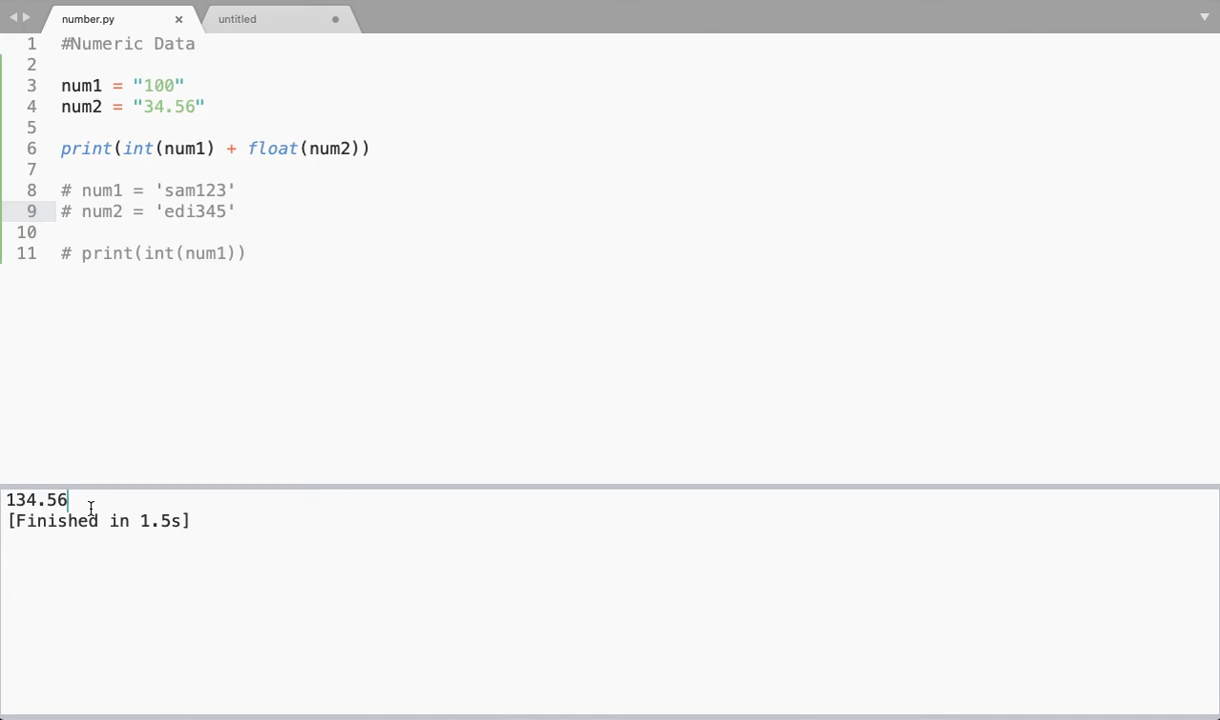 number.py ×
untitled
1 #Numeric Data
2
3 num1 = "100"
4 num2 = "34.56"
5
6 print(int(num1) + float(num2))
7
8 # num1 = 'sam123'
9 # num2 = 'edi345'
10
11 # print(int(num1))
134.56
[Finished in 1.5s]